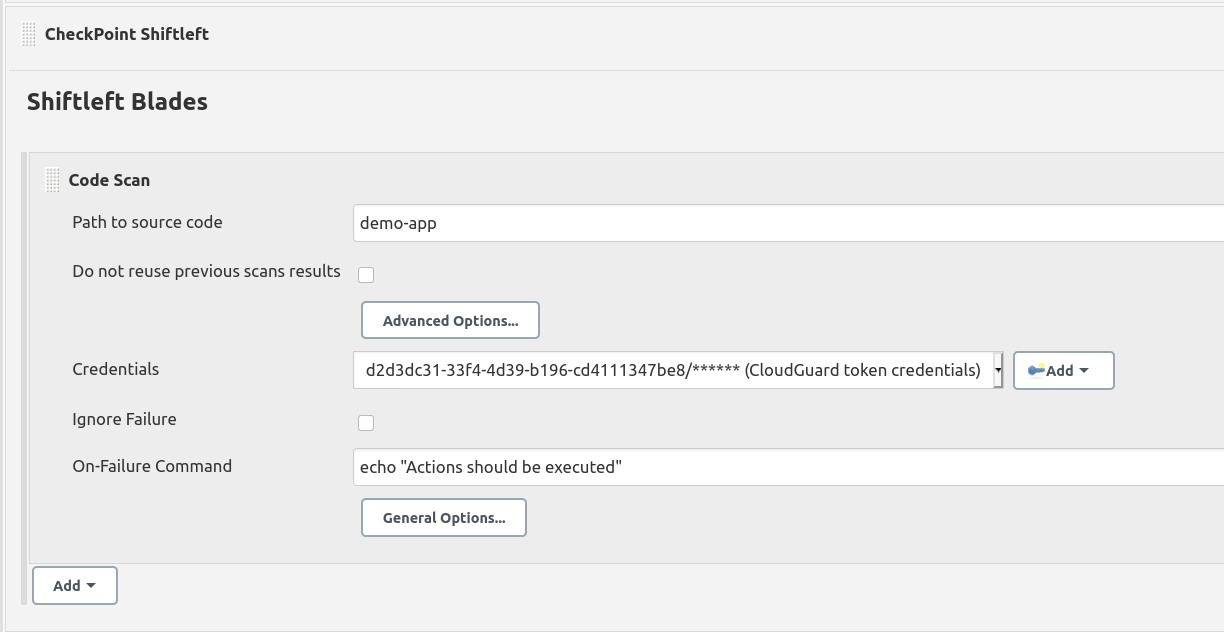 CheckPoint Shiftleft
Shiftleft Blades
Code Scan
Path to source code
demo-app
Do not reuse previous scans results
Advanced Options...
Credentials
d2d3dc31-33f4-4d39-b196-cd4111347be8/****** (CloudGuard token credentials)
Add
Ignore Failure
On-Failure Command
echo "Actions should be executed"
General Options...
Add